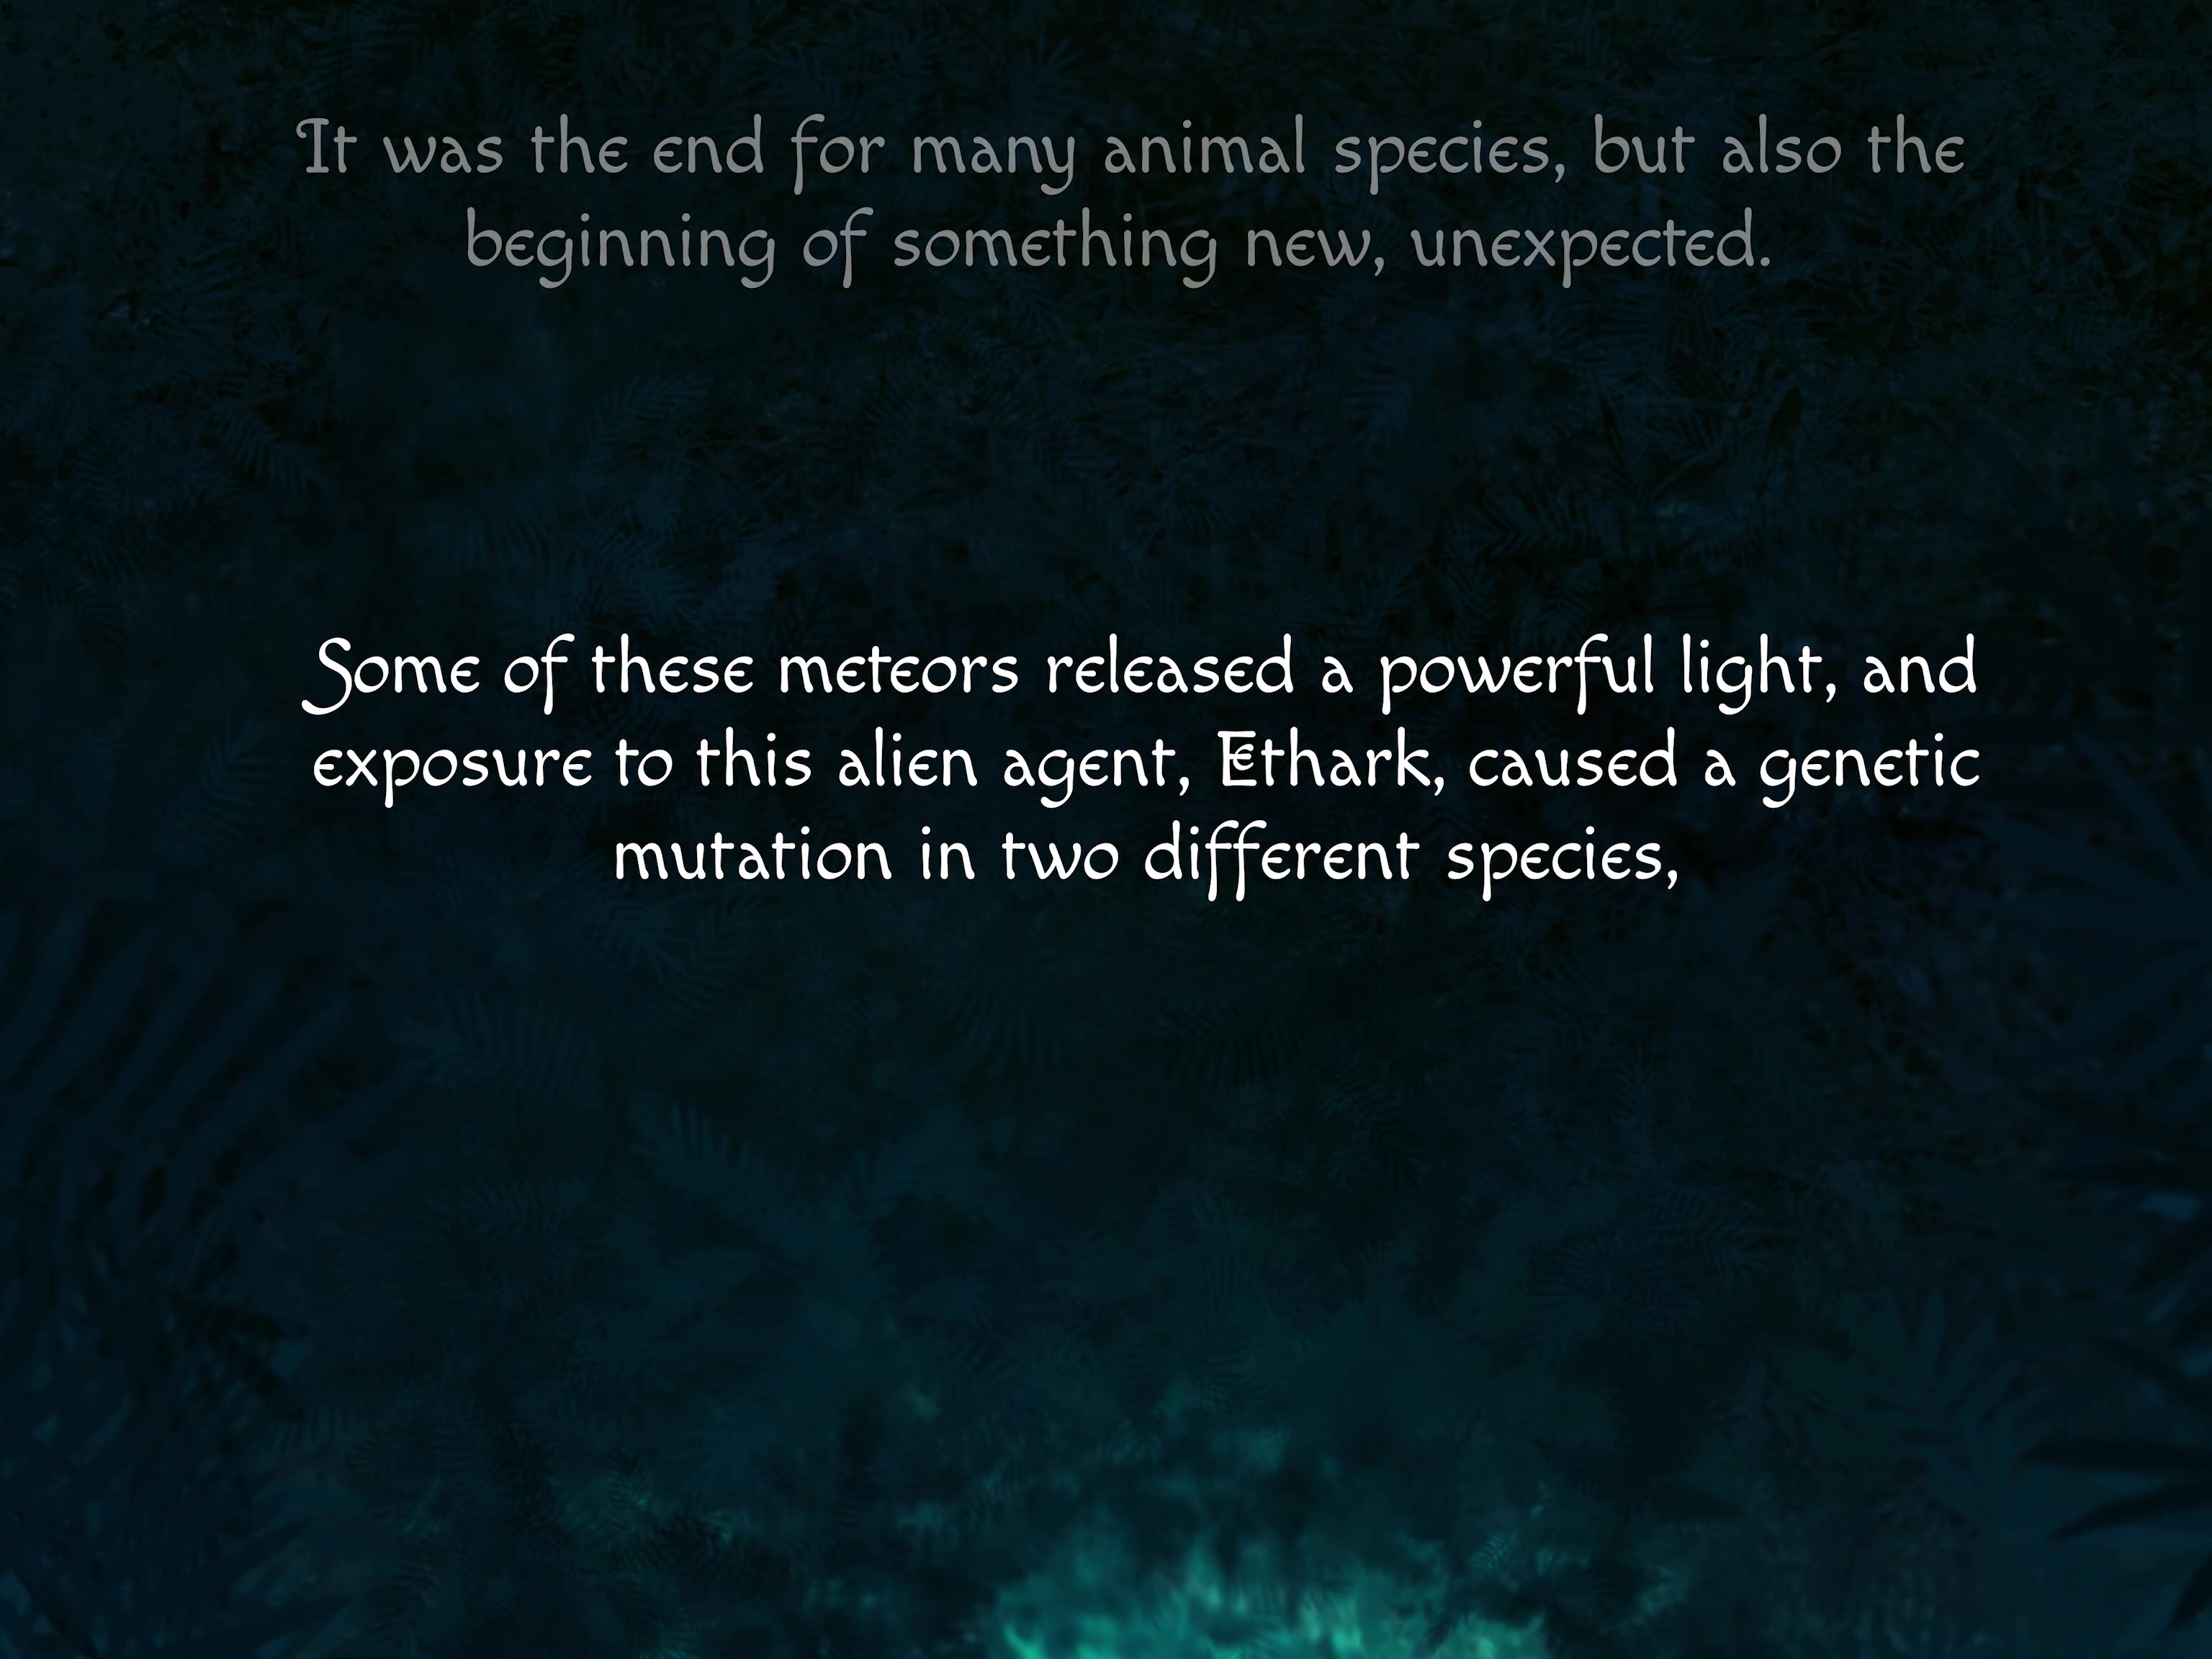 It was the end for many animal species, but also the
beginning of something new, unexpected.
Some of these meteors released a powerful light, and
exposure to this alien agent, Ethark, caused a genetic
mutation in two different species,